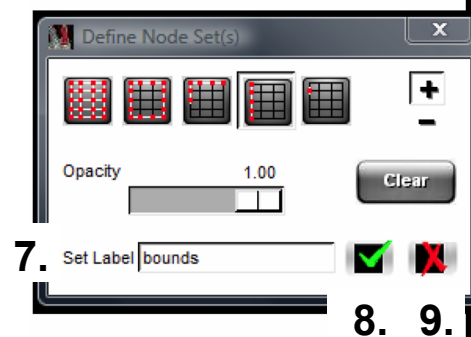 Define Node Set(s)
X
+
-
Opacity 1.00
Clear
7. Set Label bounds
8. 9.